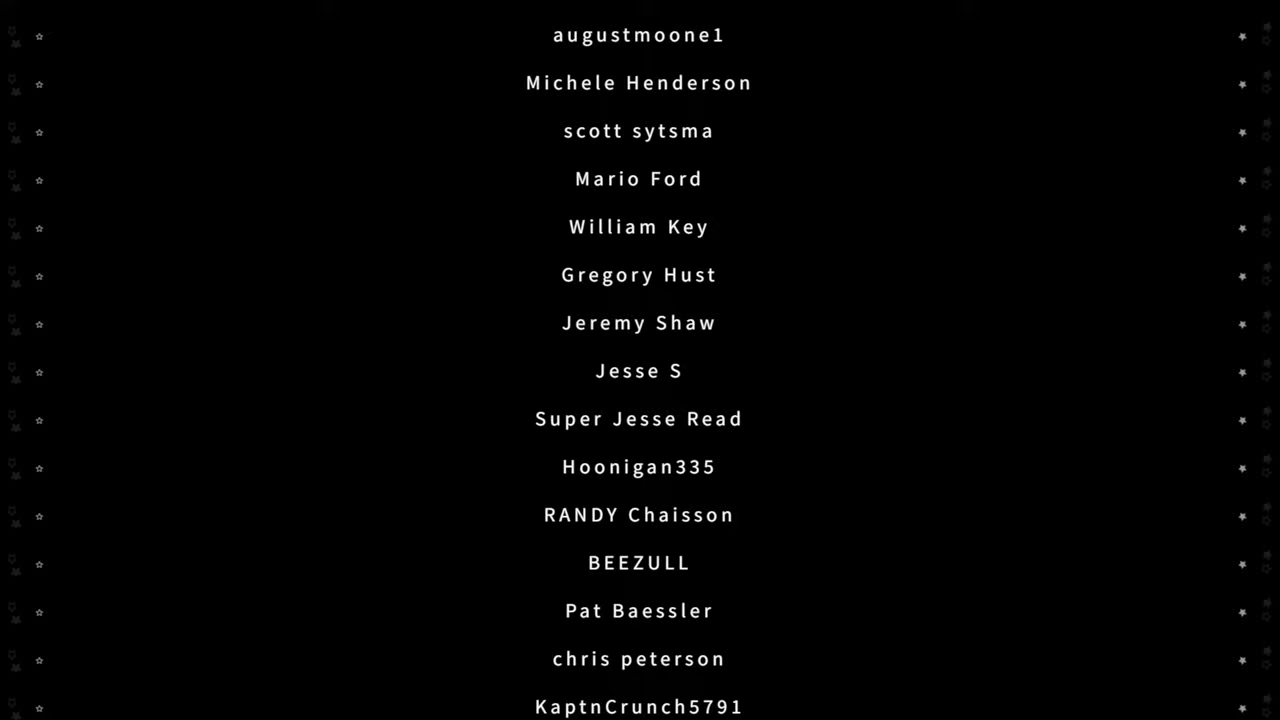 augustmoone1
Michele Henderson
scott sytsma
Mario Ford
William Key
Gregory Hust
Jeremy Shaw
Jesse S
Super Jesse Read
Hoonigan335
RANDY Chaisson
BEEZULL
Pat Baessler
chris peterson
KaptnCrunch5791